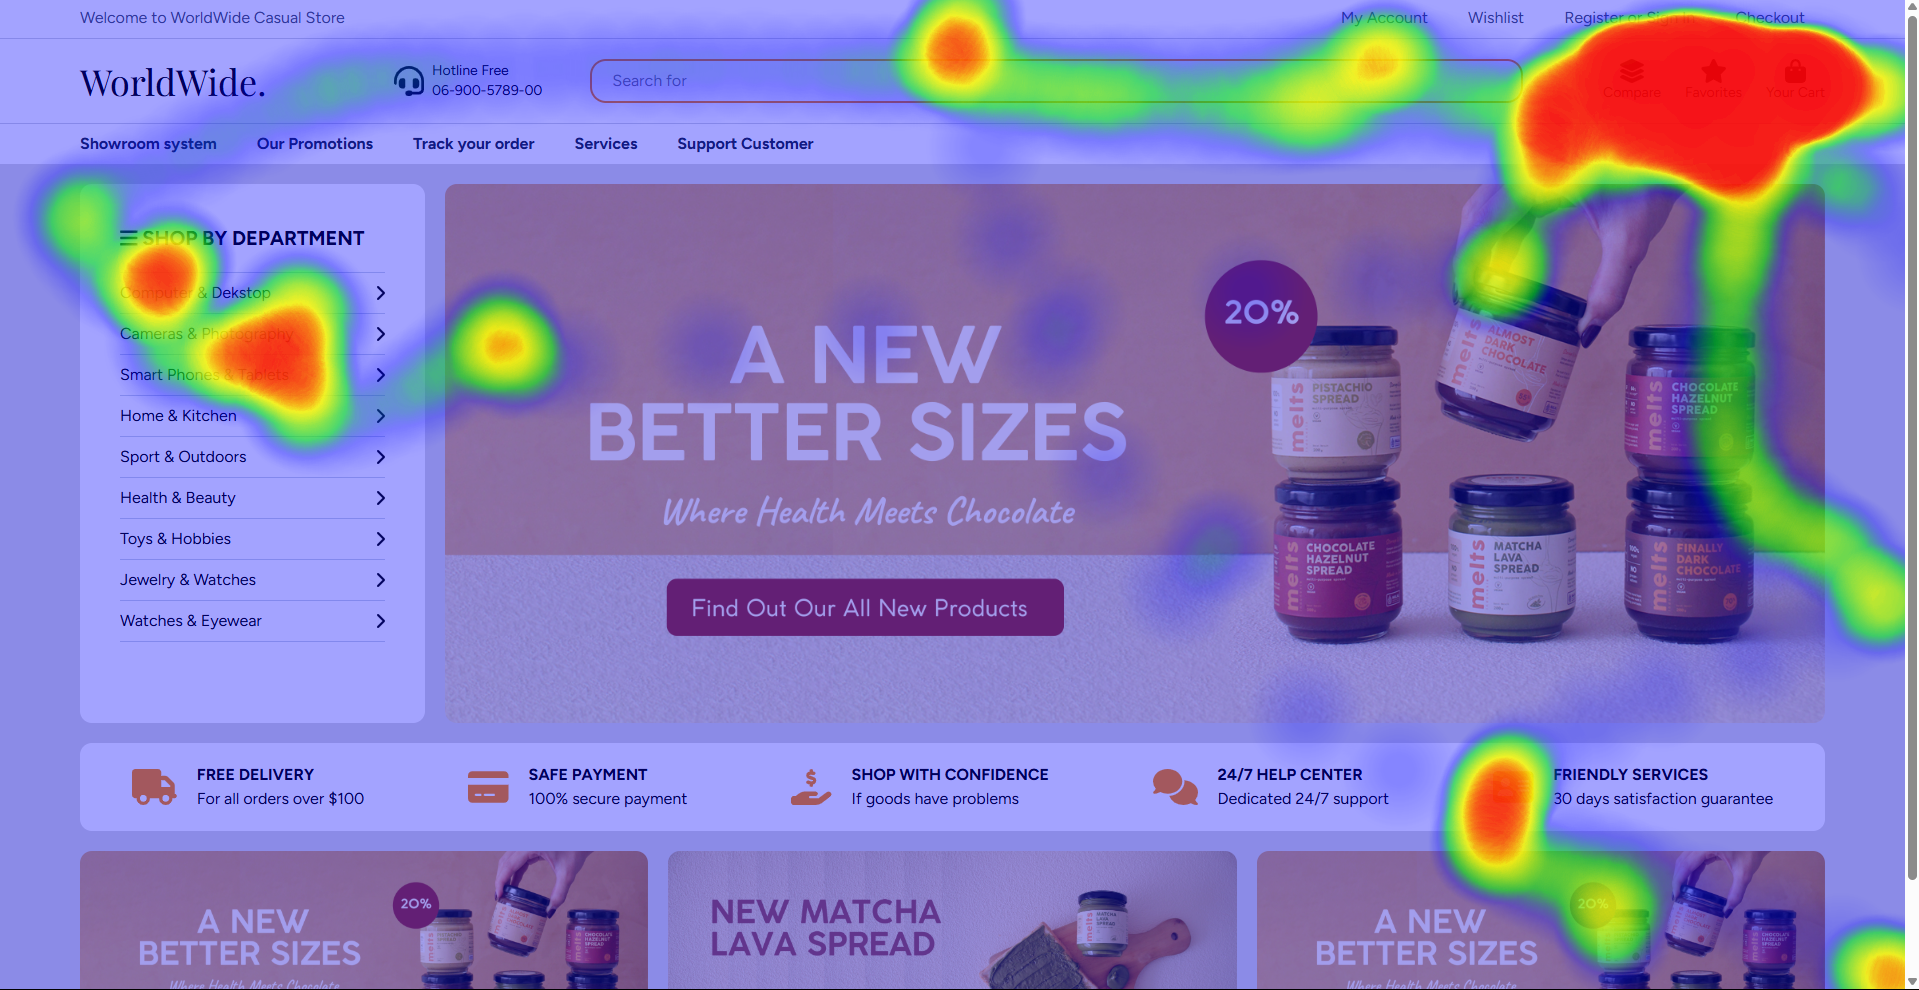 Welcome to WorldWide Casual Store
My Account
Wishlist
Register or Sign in
Checkout
WorldWide.
Hotline Free
06-900-5789-00
Search for
Compare
Favorites
Your Cart
Showroom system
Our Promotions
Track your order
Services
Support Customer
SHOP BY DEPARTMENT
Computer & Dekstop
Cameras & Photography
Smart Phones & Tablets
Home & Kitchen
Sport & Outdoors
Health & Beauty
Toys & Hobbies
Jewelry & Watches
Watches & Eyewear
A NEW
BETTER SIZES
Where Health Meets Chocolate
Find Out Our All New Products
20%
melts
PISTACHIO
SPREAD
melts
ALMOST
DARK
CHOCOLATE
melts
CHOCOLATE
HAZELNUT
SPREAD
melts
CHOCOLATE
HAZELNUT
SPREAD
melts
MATCHA
LAVA
SPREAD
melts
FINALLY
DARK
CHOCOLATE
FREE DELIVERY
For all orders over $100
SAFE PAYMENT
100% secure payment
SHOP WITH CONFIDENCE
If goods have problems
24/7 HELP CENTER
Dedicated 24/7 support
FRIENDLY SERVICES
30 days satisfaction guarantee
A NEW
BETTER SIZES
Where Health Meets Chocolate
20%
NEW MATCHA
LAVA SPREAD
A NEW
BETTER SIZES
Where Health Meets Chocolate
20%